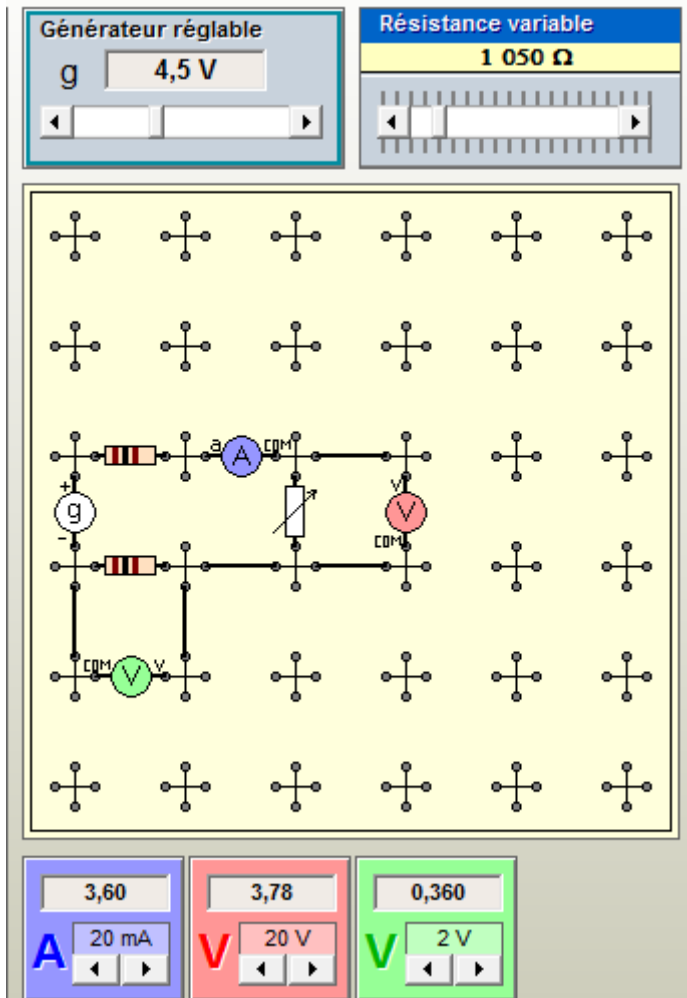 Générateur réglable
g
4,5 V
Résistance variable
1 050 Ω
a
A
COM
+
g
-
V
V
COM
COM
V
V
3,60
A
20 mA
3,78
V
20 V
0,360
V
2 V